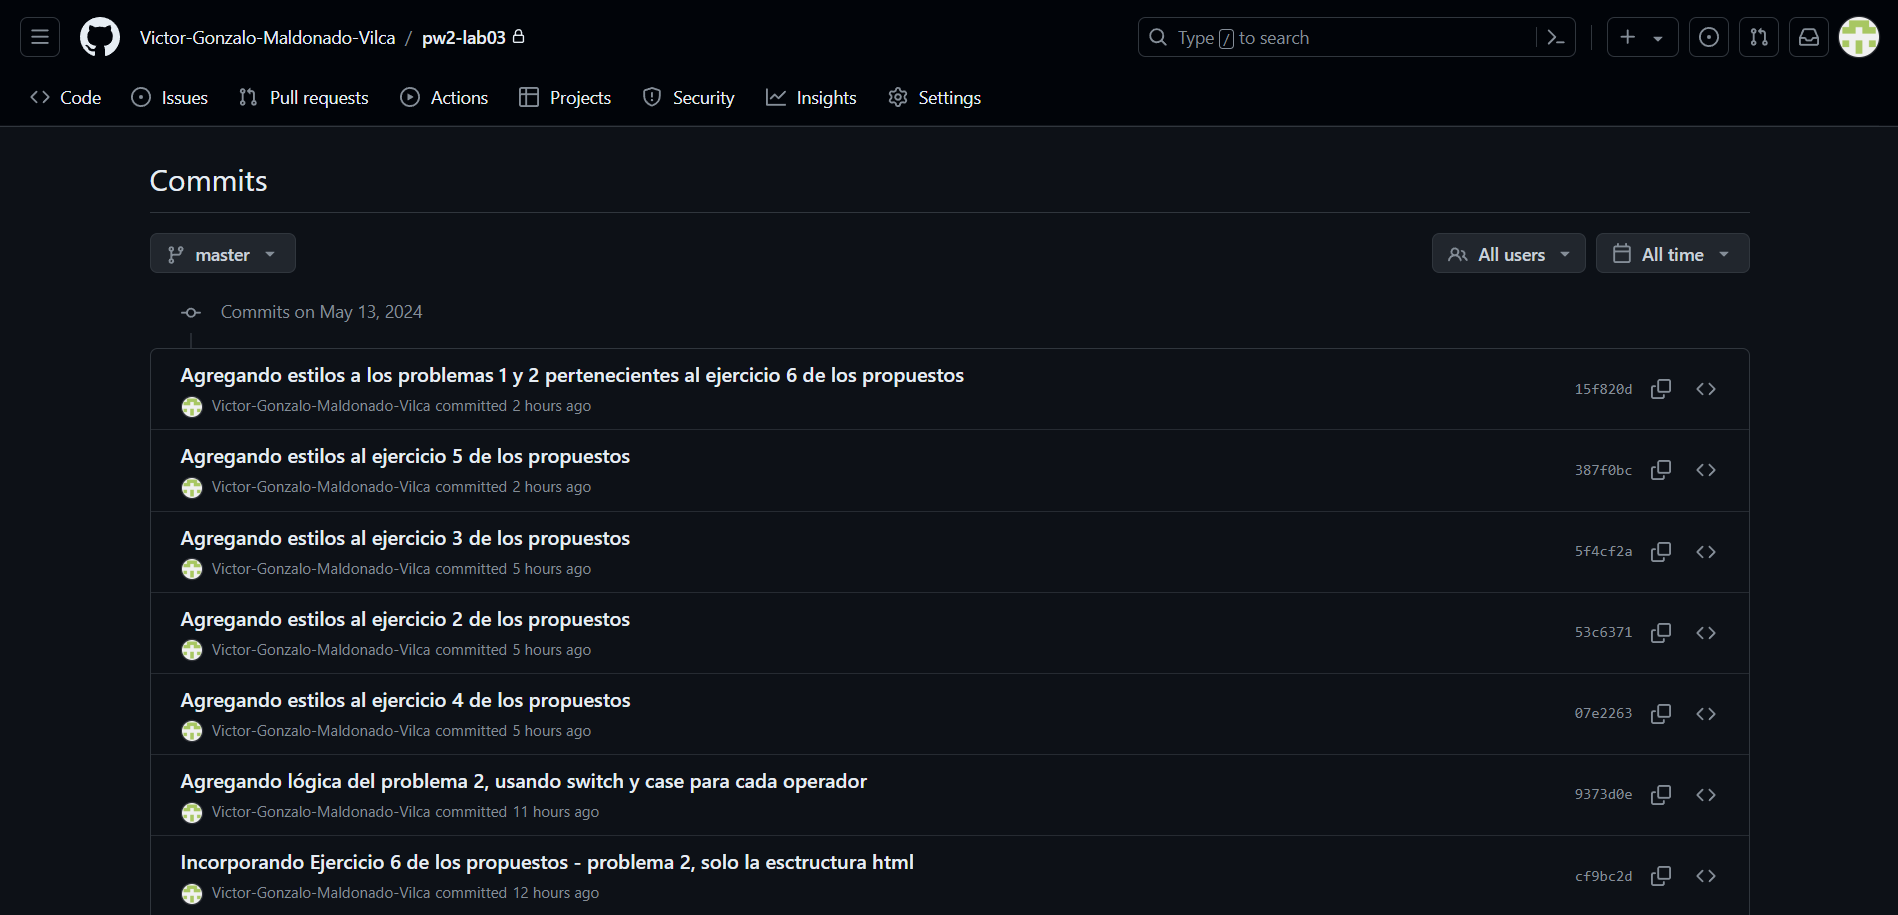 Victor-Gonzalo-Maldonado-Vilca / pw2-lab03
Type / to search
Code Issues Pull requests Actions Projects Security Insights Settings
Commits
master
All users All time
Commits on May 13, 2024
Agregando estilos a los problemas 1 y 2 pertenecientes al ejercicio 6 de los propuestos
Victor-Gonzalo-Maldonado-Vilca committed 2 hours ago
15f820d
Agregando estilos al ejercicio 5 de los propuestos
Victor-Gonzalo-Maldonado-Vilca committed 2 hours ago
387f0bc
Agregando estilos al ejercicio 3 de los propuestos
Victor-Gonzalo-Maldonado-Vilca committed 5 hours ago
5f4cf2a
Agregando estilos al ejercicio 2 de los propuestos
Victor-Gonzalo-Maldonado-Vilca committed 5 hours ago
53c6371
Agregando estilos al ejercicio 4 de los propuestos
Victor-Gonzalo-Maldonado-Vilca committed 5 hours ago
07e2263
Agregando lógica del problema 2, usando switch y case para cada operador
Victor-Gonzalo-Maldonado-Vilca committed 11 hours ago
9373d0e
Incorporando Ejercicio 6 de los propuestos - problema 2, solo la esctructura html
Victor-Gonzalo-Maldonado-Vilca committed 12 hours ago
cf9bc2d